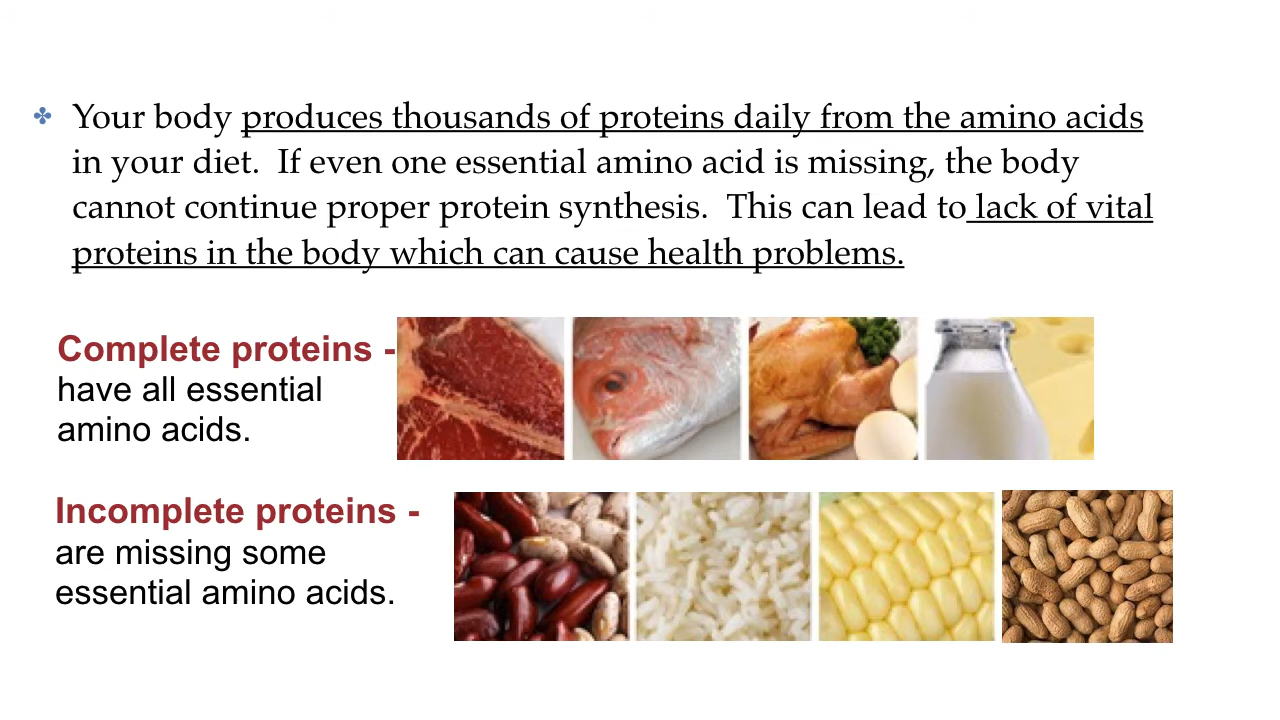 Your body produces thousands of proteins daily from the amino acids
in your diet.  If even one essential amino acid is missing, the body
cannot continue proper protein synthesis.  This can lead to lack of vital
proteins in the body which can cause health problems.
Complete proteins -
have all essential
amino acids.
Incomplete proteins -
are missing some
essential amino acids.